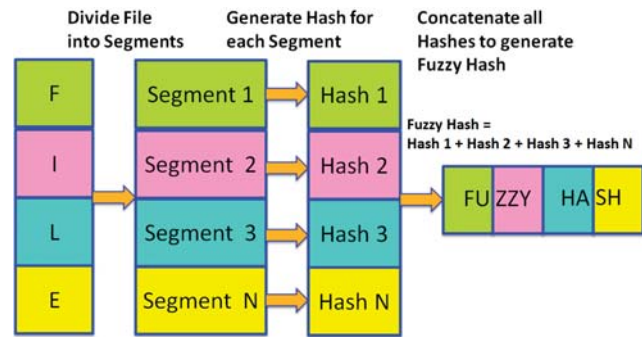 Divide File
into Segments
Generate Hash for
each Segment
Concatenate all
Hashes to generate
Fuzzy Hash
F
Segment 1
Hash 1
Fuzzy Hash =
Hash 1 + Hash 2 + Hash 3 + Hash N
I
Segment 2
Hash 2
FU ZZY HA SH
L
Segment 3
Hash 3
E
Segment N
Hash N